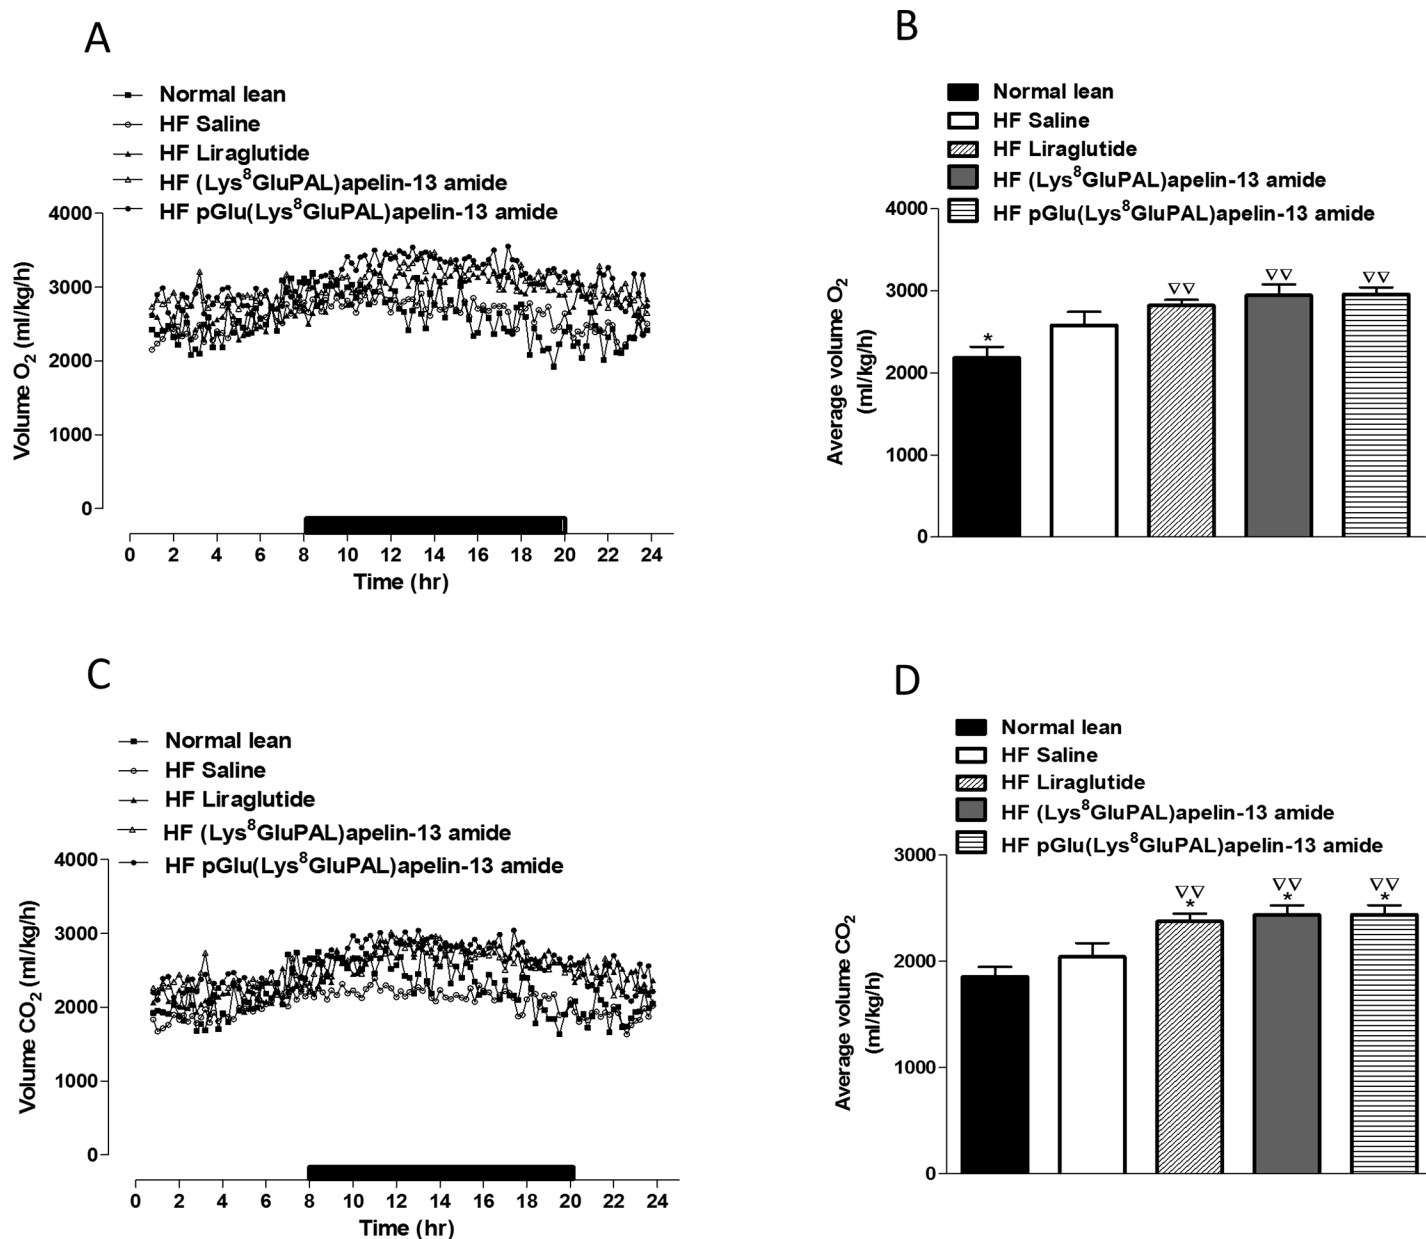 A
Normal lean
HF Saline
HF Liraglutide
HF (Lys⁸GluPAL)apelin-13 amide
HF pGlu(Lys⁸GluPAL)apelin-13 amide
4000
3000
2000
1000
0
Volume O₂ (ml/kg/h)
0 2 4 6 8 10 12 14 16 18 20 22 24
Time (hr)
B
Normal lean
HF Saline
HF Liraglutide
HF (Lys⁸GluPAL)apelin-13 amide
HF pGlu(Lys⁸GluPAL)apelin-13 amide
4000
3000
2000
1000
0
Average volume O₂
(ml/kg/h)
*
▽▽
▽▽
▽▽
C
Normal lean
HF Saline
HF Liraglutide
HF (Lys⁸GluPAL)apelin-13 amide
HF pGlu(Lys⁸GluPAL)apelin-13 amide
4000
3000
2000
1000
0
Volume CO₂ (ml/kg/h)
0 2 4 6 8 10 12 14 16 18 20 22 24
Time (hr)
D
Normal lean
HF Saline
HF Liraglutide
HF (Lys⁸GluPAL)apelin-13 amide
HF pGlu(Lys⁸GluPAL)apelin-13 amide
3000
2000
1000
0
Average volume CO₂
(ml/kg/h)
▽▽
*
▽▽
*
▽▽
*